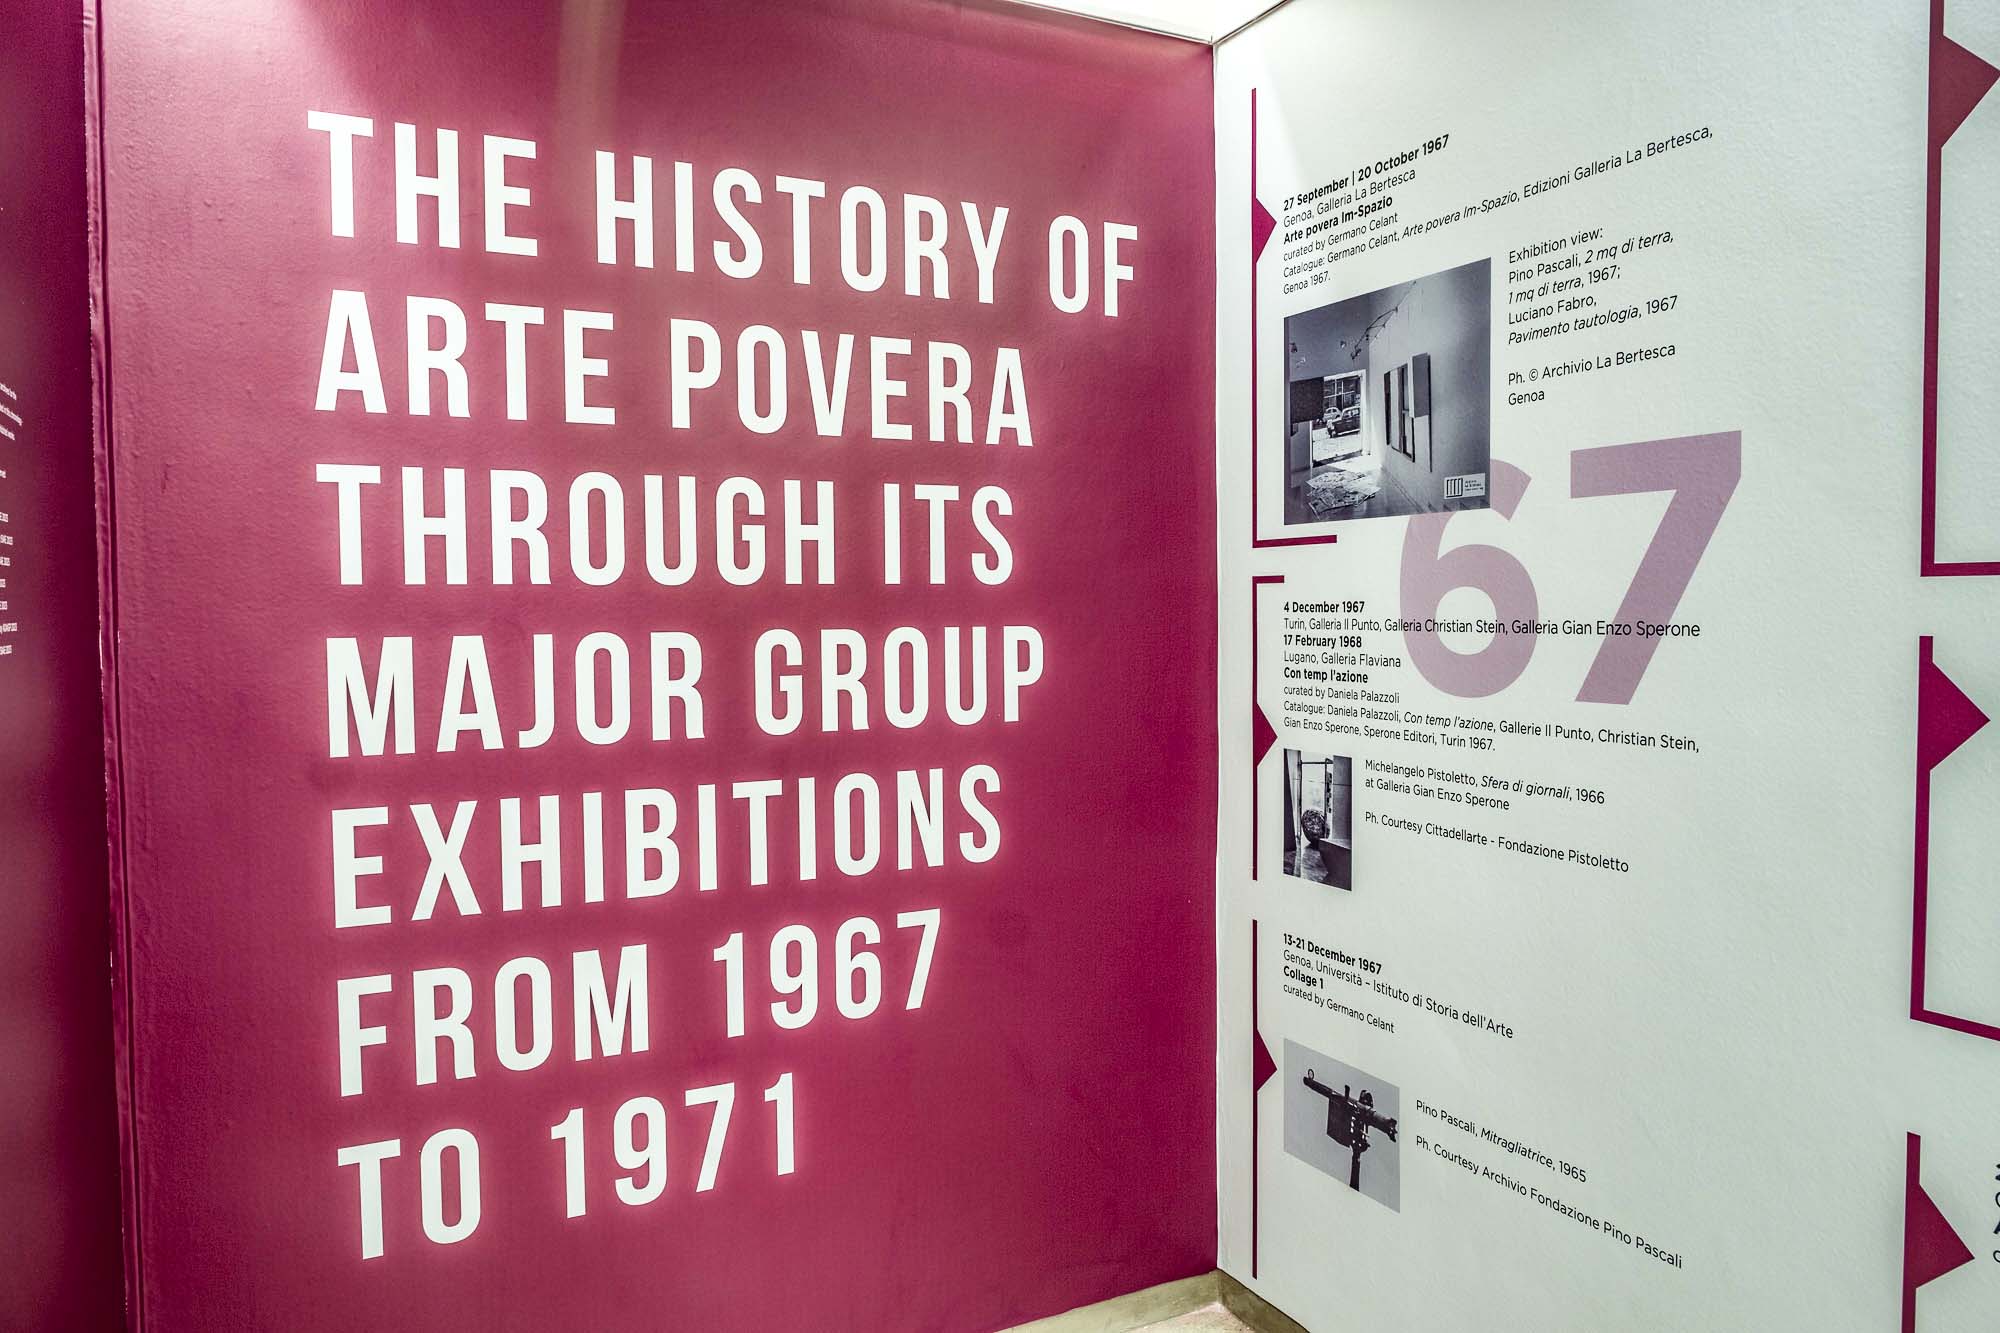 THE HISTORY OF
ARTE POVERA
THROUGH ITS
MAJOR GROUP
EXHIBITIONS
FROM 1967
TO 1971
27 September | 20 October 1967
Genoa, Galleria La Bertesca
Arte povera Im-Spazio
curated by Germano Celant
Catalogue: Germano Celant, Arte povera Im-Spazio, Edizioni Galleria La Bertesca,
Genoa 1967.
Exhibition view:
Pino Pascali, 2 mq di terra,
1 mq di terra, 1967;
Luciano Fabro,
Pavimento tautologia, 1967
Ph. © Archivio La Bertesca
Genoa
67
4 December 1967
Turin, Galleria Il Punto, Galleria Christian Stein, Galleria Gian Enzo Sperone
17 February 1968
Lugano, Galleria Flaviana
Con temp l'azione
curated by Daniela Palazzoli
Catalogue: Daniela Palazzoli, Con temp l'azione, Gallerie Il Punto, Christian Stein,
Gian Enzo Sperone, Sperone Editori, Turin 1967.
Michelangelo Pistoletto, Sfera di giornali, 1966
at Galleria Gian Enzo Sperone
Ph. Courtesy Cittadellarte - Fondazione Pistoletto
13-21 December 1967
Genoa, Università – Istituto di Storia dell'Arte
Collage 1
curated by Germano Celant
Pino Pascali, Mitragliatrice, 1965
Ph. Courtesy Archivio Fondazione Pino Pascali